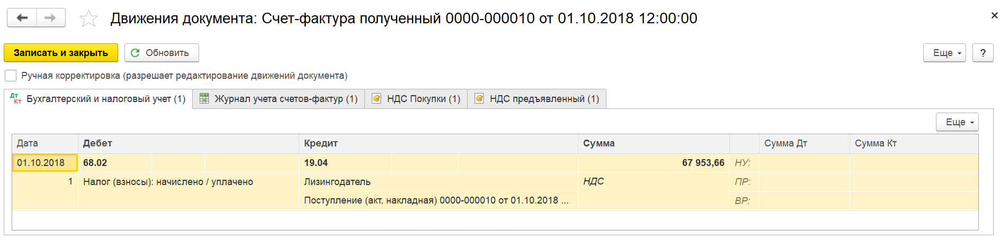 Движения документа: Счет-фактура полученный 0000-000010 от 01.10.2018 12:00:00
Записать и закрыть Обновить Еще ?
Ручная корректировка (разрешает редактирование движений документа)
Дт Кт Бухгалтерский и налоговый учет (1) Журнал учета счетов-фактур (1) НДС Покупки (1) НДС предъявленный (1)
Еще
Дата Дебет Кредит Сумма Сумма Дт Сумма Кт
01.10.2018 68.02 19.04 67 953,66 НУ:
1 Налог (взносы): начислено / уплачено Лизингодатель НДС ПР:
Поступление (акт, накладная) 0000-000010 от 01.10.2018 ... ВР: